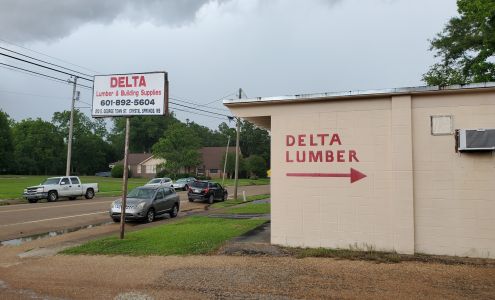 DELTA
Lumber & Building Supplies
601-892-5604
DELTA
LUMBER